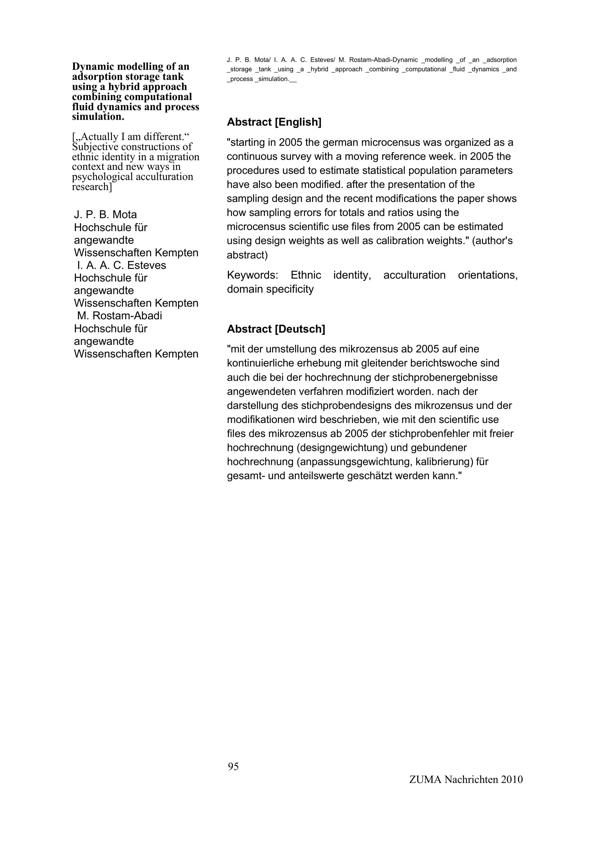 Dynamic modelling of an
adsorption storage tank
using a hybrid approach
combining computational
fluid dynamics and process
simulation.
[„Actually I am different.“
Subjective constructions of
ethnic identity in a migration
context and new ways in
psychological acculturation
research]
J. P. B. Mota
Hochschule für
angewandte
Wissenschaften Kempten
I. A. A. C. Esteves
Hochschule für
angewandte
Wissenschaften Kempten
M. Rostam-Abadi
Hochschule für
angewandte
Wissenschaften Kempten
J. P. B. Mota/ I. A. A. C. Esteves/ M. Rostam-Abadi-Dynamic _modelling _of _an _adsorption
_storage _tank _using _a _hybrid _approach _combining _computational _fluid _dynamics _and
_process _simulation.__
Abstract [English]
"starting in 2005 the german microcensus was organized as a
continuous survey with a moving reference week. in 2005 the
procedures used to estimate statistical population parameters
have also been modified. after the presentation of the
sampling design and the recent modifications the paper shows
how sampling errors for totals and ratios using the
microcensus scientific use files from 2005 can be estimated
using design weights as well as calibration weights." (author's
abstract)
Keywords: Ethnic identity, acculturation orientations,
domain specificity
Abstract [Deutsch]
"mit der umstellung des mikrozensus ab 2005 auf eine
kontinuierliche erhebung mit gleitender berichtswoche sind
auch die bei der hochrechnung der stichprobenergebnisse
angewendeten verfahren modifiziert worden. nach der
darstellung des stichprobendesigns des mikrozensus und der
modifikationen wird beschrieben, wie mit den scientific use
files des mikrozensus ab 2005 der stichprobenfehler mit freier
hochrechnung (designgewichtung) und gebundener
hochrechnung (anpassungsgewichtung, kalibrierung) für
gesamt- und anteilswerte geschätzt werden kann."
95
ZUMA Nachrichten 2010